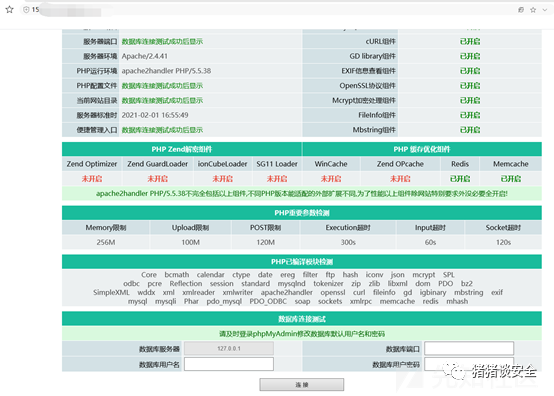 15
服务器端口 数据库连接测试成功后显示 cURL组件 已开启
服务器环境 Apache/2.4.41 GD library组件 已开启
PHP运行环境 apache2handler PHP/5.5.38 EXIF信息查看组件 已开启
PHP配置文件 数据库连接测试成功后显示 OpenSSL协议组件 已开启
当前网站目录 数据库连接测试成功后显示 Mcrypt加密处理组件 已开启
服务器标准时 2021-02-01 16:55:49 FileInfo组件 已开启
便捷管理入口 数据库连接测试成功后显示 Mbstring组件 已开启
PHP Zend解密组件 PHP 缓存优化组件
Zend Optimizer Zend GuardLoader ionCubeLoader SG11 Loader WinCache Zend OPcache Redis Memcache
未开启 未开启 未开启 未开启 未开启 未开启 已开启 已开启
apache2handler PHP/5.5.38不完全包括以上组件,不同PHP版本能适配的外部扩展不同,为了性能以上组件除网站特别要求外没必要全开启!
PHP重要参数检测
Memory限制 Upload限制 POST限制 Execution超时 Input超时 Socket超时
256M 100M 120M 300s 60s 120s
PHP已编译模块检测
Core bcmath calendar ctype date ereg filter ftp hash iconv json mcrypt SPL
odbc pcre Reflection session standard mysqlnd tokenizer zip zlib libxml dom PDO bz2
SimpleXML wddx xml xmlreader xmlwriter apache2handler openssl curl fileinfo gd igbinary mbstring exif
mysql mysqli Phar pdo_mysql PDO_ODBC soap sockets xmlrpc memcache redis mhash
数据库连接测试
请及时登录phpMyAdmin修改数据库默认用户名和密码
数据库服务器 127.0.0.1 数据库端口
数据库用户名 数据库用户密码
连 接
猪猪谈安全